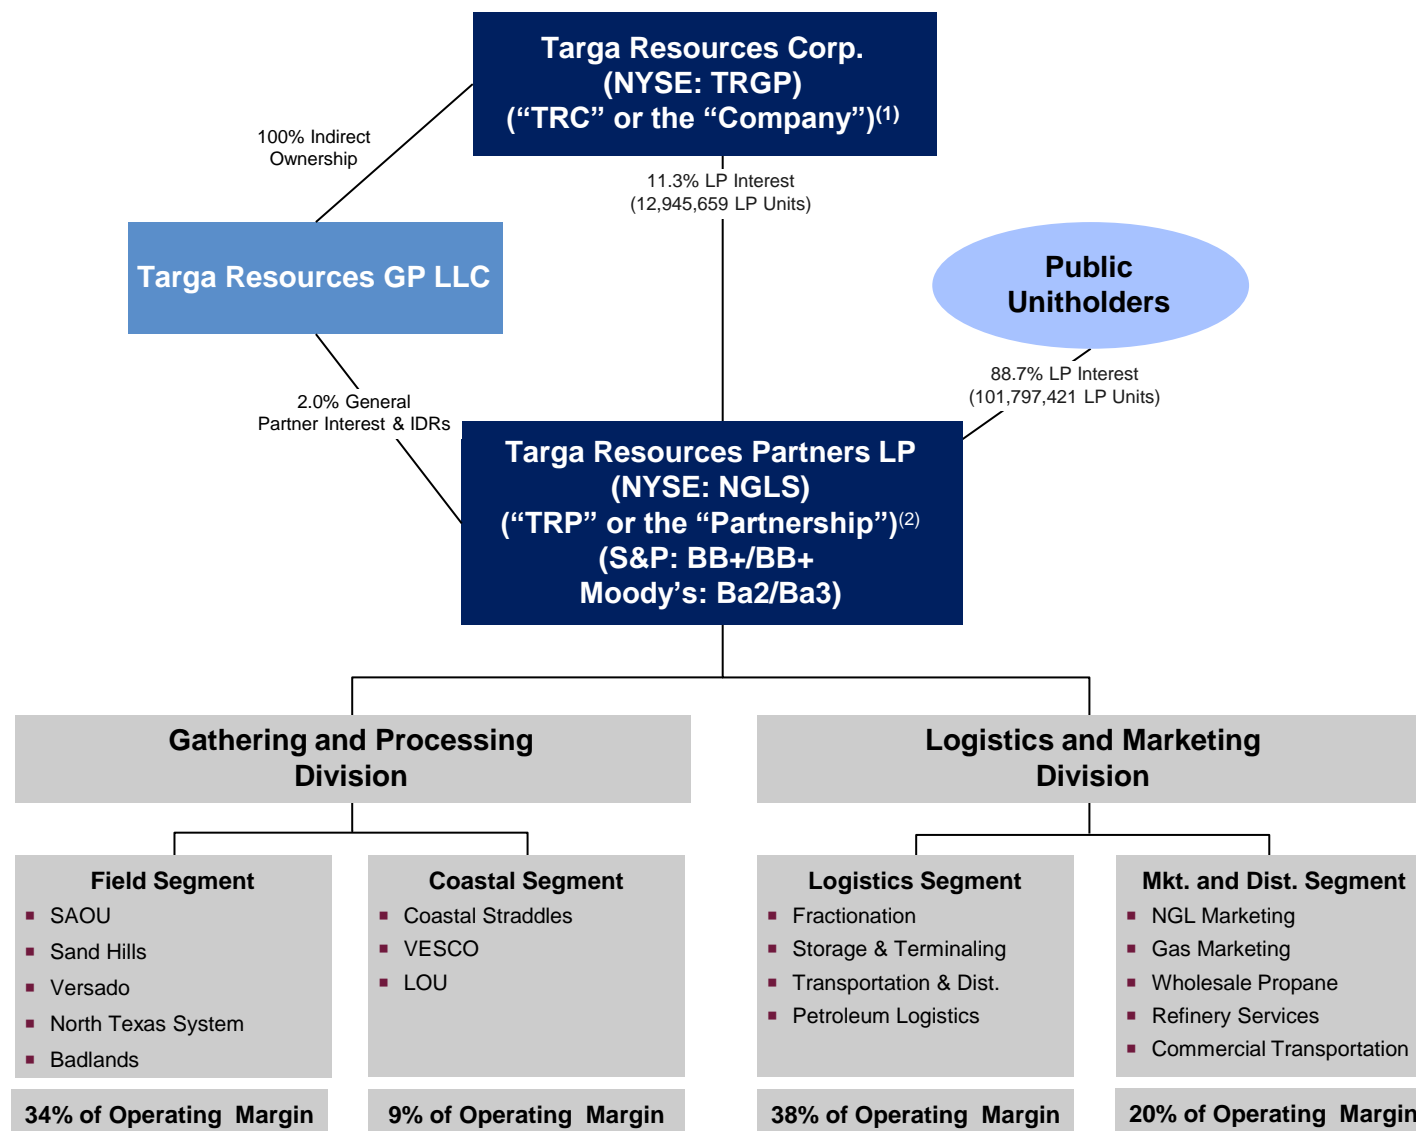 Targa Resources Corp.
(NYSE: TRGP)
(“TRC” or the “Company”)(1)
100% Indirect
Ownership
11.3% LP Interest
(12,945,659 LP Units)
Targa Resources GP LLC
Public
Unitholders
88.7% LP Interest
(101,797,421 LP Units)
2.0% General
Partner Interest & IDRs
Targa Resources Partners LP
(NYSE: NGLS)
(“TRP” or the “Partnership”)(2)
(S&P: BB+/BB+
Moody’s: Ba2/Ba3)
Gathering and Processing
Division
Logistics and Marketing
Division
Field Segment
SAOU
Sand Hills
Versado
North Texas System
Badlands
34% of Operating Margin
Coastal Segment
Coastal Straddles
VESCO
LOU
9% of Operating Margin
Logistics Segment
Fractionation
Storage & Terminaling
Transportation & Dist.
Petroleum Logistics
38% of Operating Margin
Mkt. and Dist. Segment
NGL Marketing
Gas Marketing
Wholesale Propane
Refinery Services
Commercial Transportation
20% of Operating Margin